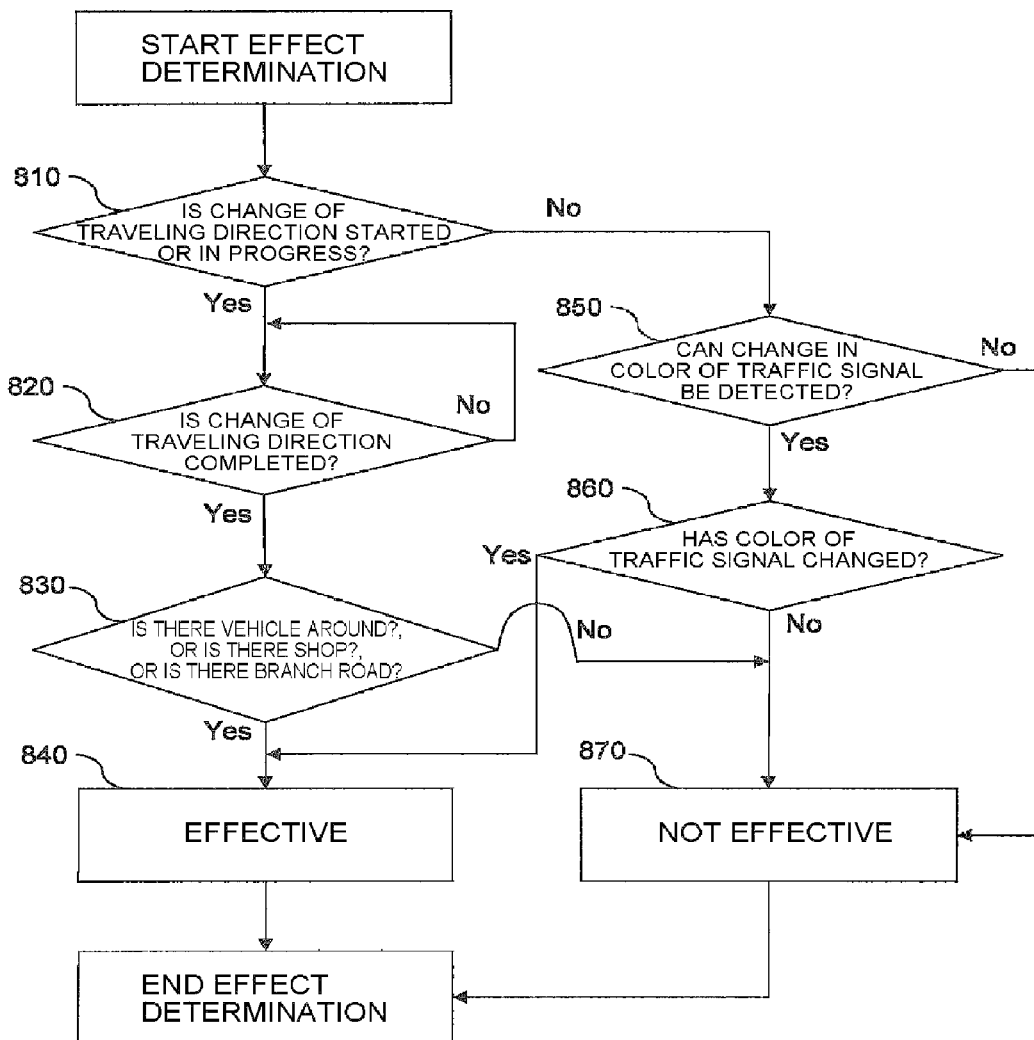 START EFFECT
DETERMINATION
810
IS CHANGE OF
TRAVELING DIRECTION STARTED
OR IN PROGRESS?
No
Yes
850
CAN CHANGE IN
COLOR OF TRAFFIC SIGNAL
BE DETECTED?
No
Yes
820
IS CHANGE OF
TRAVELING DIRECTION
COMPLETED?
No
Yes
860
HAS COLOR OF
TRAFFIC SIGNAL CHANGED?
Yes
No
830
IS THERE VEHICLE AROUND?,
OR IS THERE SHOP?,
OR IS THERE BRANCH ROAD?
No
Yes
840
EFFECTIVE
870
NOT EFFECTIVE
END EFFECT
DETERMINATION